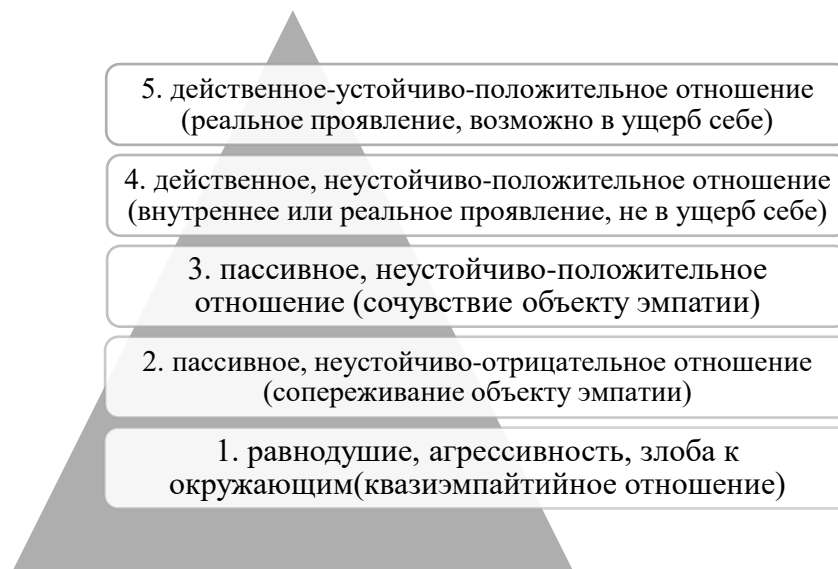 5. действенное-устойчиво-положительное отношение
(реальное проявление, возможно в ущерб себе)
4. действенное, неустойчиво-положительное отношение
(внутреннее или реальное проявление, не в ущерб себе)
3. пассивное, неустойчиво-положительное
отношение (сочувствие объекту эмпатии)
2. пассивное, неустойчиво-отрицательное отношение
(сопереживание объекту эмпатии)
1. равнодушие, агрессивность, злоба к
окружающим(квазиэмпайтийное отношение)